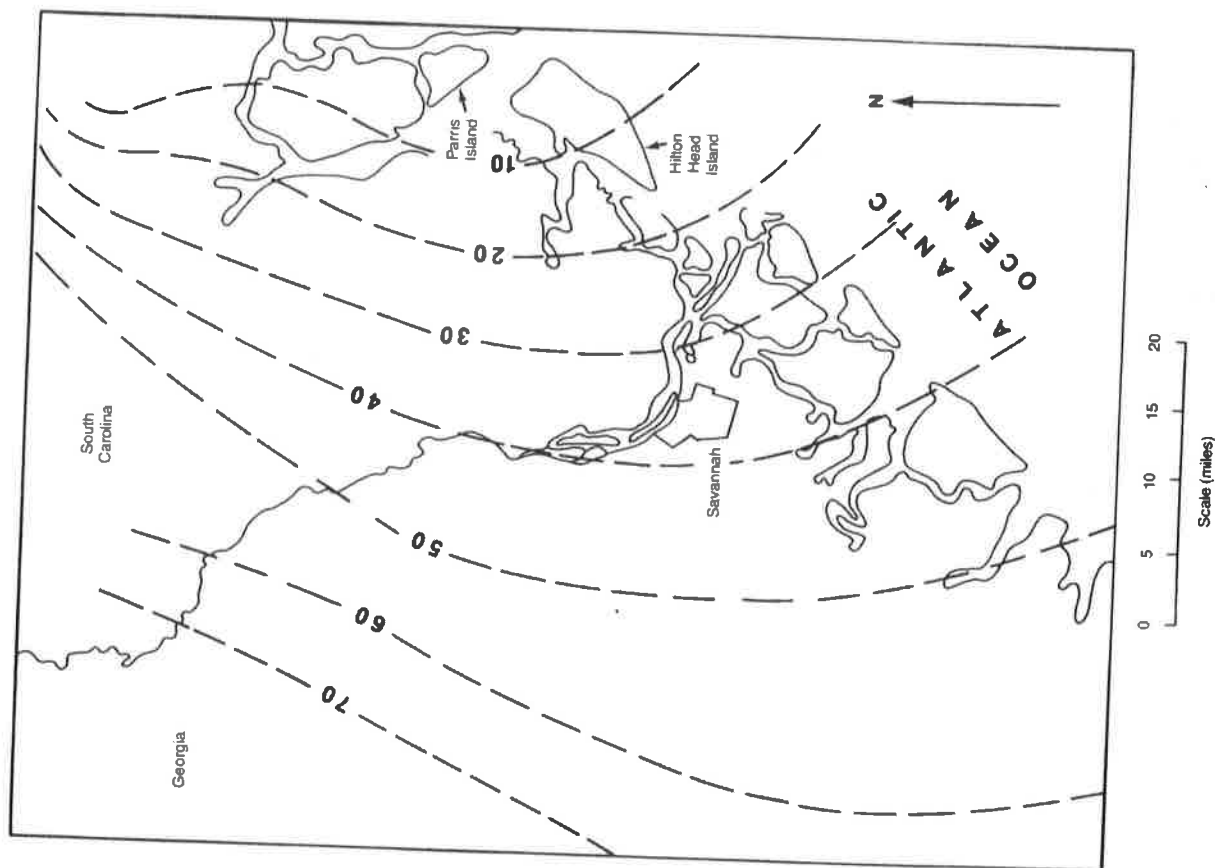 South
Carolina
Georgia
Parris
Island
Hilton
Head
Island
Savannah
ATLANTIC
OCEAN
N
10
20
30
40
50
60
70
0
5
10
15
20
Scale (miles)